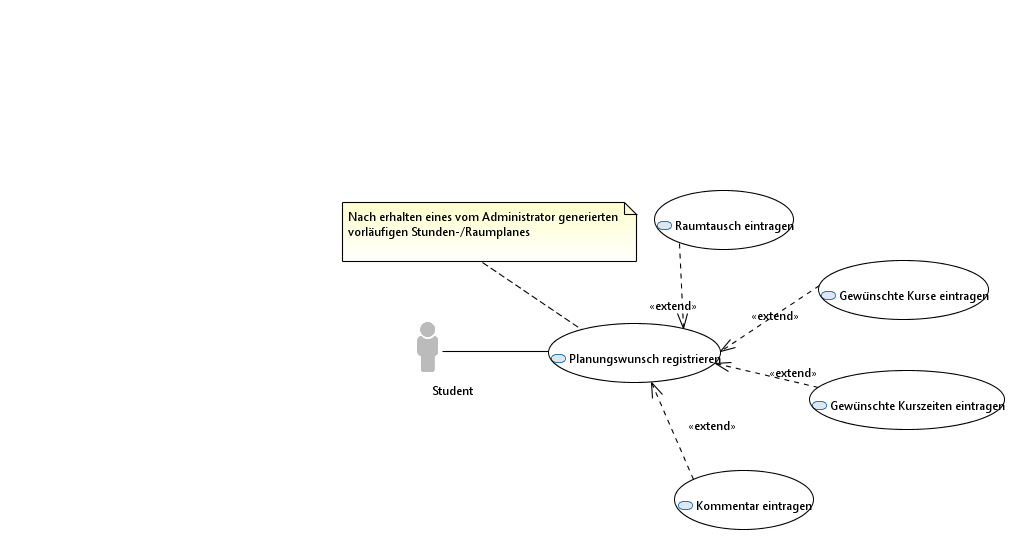 Nach erhalten eines vom Administrator generierten
vorläufigen Stunden-/Raumplanes
Raumtausch eintragen
Gewünschte Kurse eintragen
«extend»
«extend»
Planungswunsch registrieren
«extend»
Student
Gewünschte Kurszeiten eintragen
«extend»
Kommentar eintragen